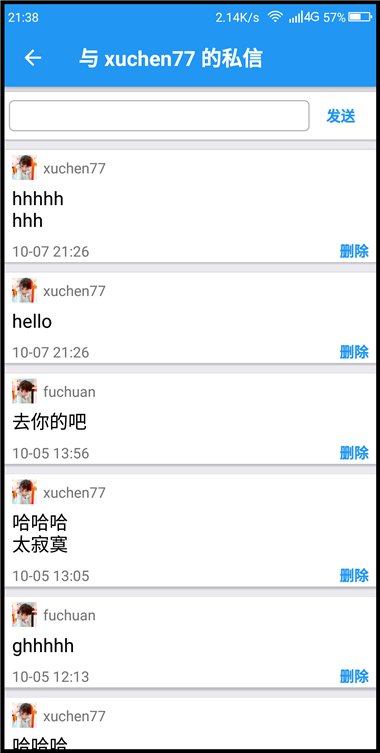 21:38 2.14K/s 4G 57%
与 xuchen77 的私信
发送
xuchen77
hhhhh
hhh
10-07 21:26 删除
xuchen77
hello
10-07 21:26 删除
fuchuan
去你的吧
10-05 13:56 删除
xuchen77
哈哈哈
太寂寞
10-05 13:05 删除
fuchuan
ghhhhh
10-05 12:13 删除
xuchen77
哈哈哈